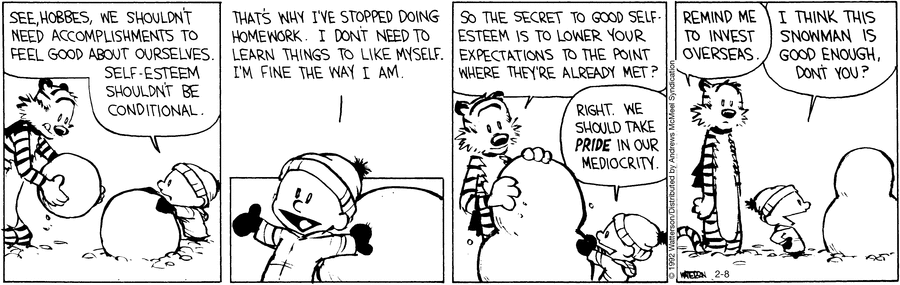 SEE, HOBBES, WE SHOULDN'T
NEED ACCOMPLISHMENTS TO
FEEL GOOD ABOUT OURSELVES.
SELF-ESTEEM
SHOULDN'T BE
CONDITIONAL.
THAT'S WHY I'VE STOPPED DOING
HOMEWORK. I DON'T NEED TO
LEARN THINGS TO LIKE MYSELF.
I'M FINE THE WAY I AM.
SO THE SECRET TO GOOD SELF-
ESTEEM IS TO LOWER YOUR
EXPECTATIONS TO THE POINT
WHERE THEY'RE ALREADY MET?
RIGHT. WE
SHOULD TAKE
PRIDE IN OUR
MEDIOCRITY.
© 1992 Watterson/Distributed by Andrews McMeel Syndication
REMIND ME
TO INVEST
OVERSEAS.
I THINK THIS
SNOWMAN IS
GOOD ENOUGH,
DON'T YOU?
WATTERSON 2-8